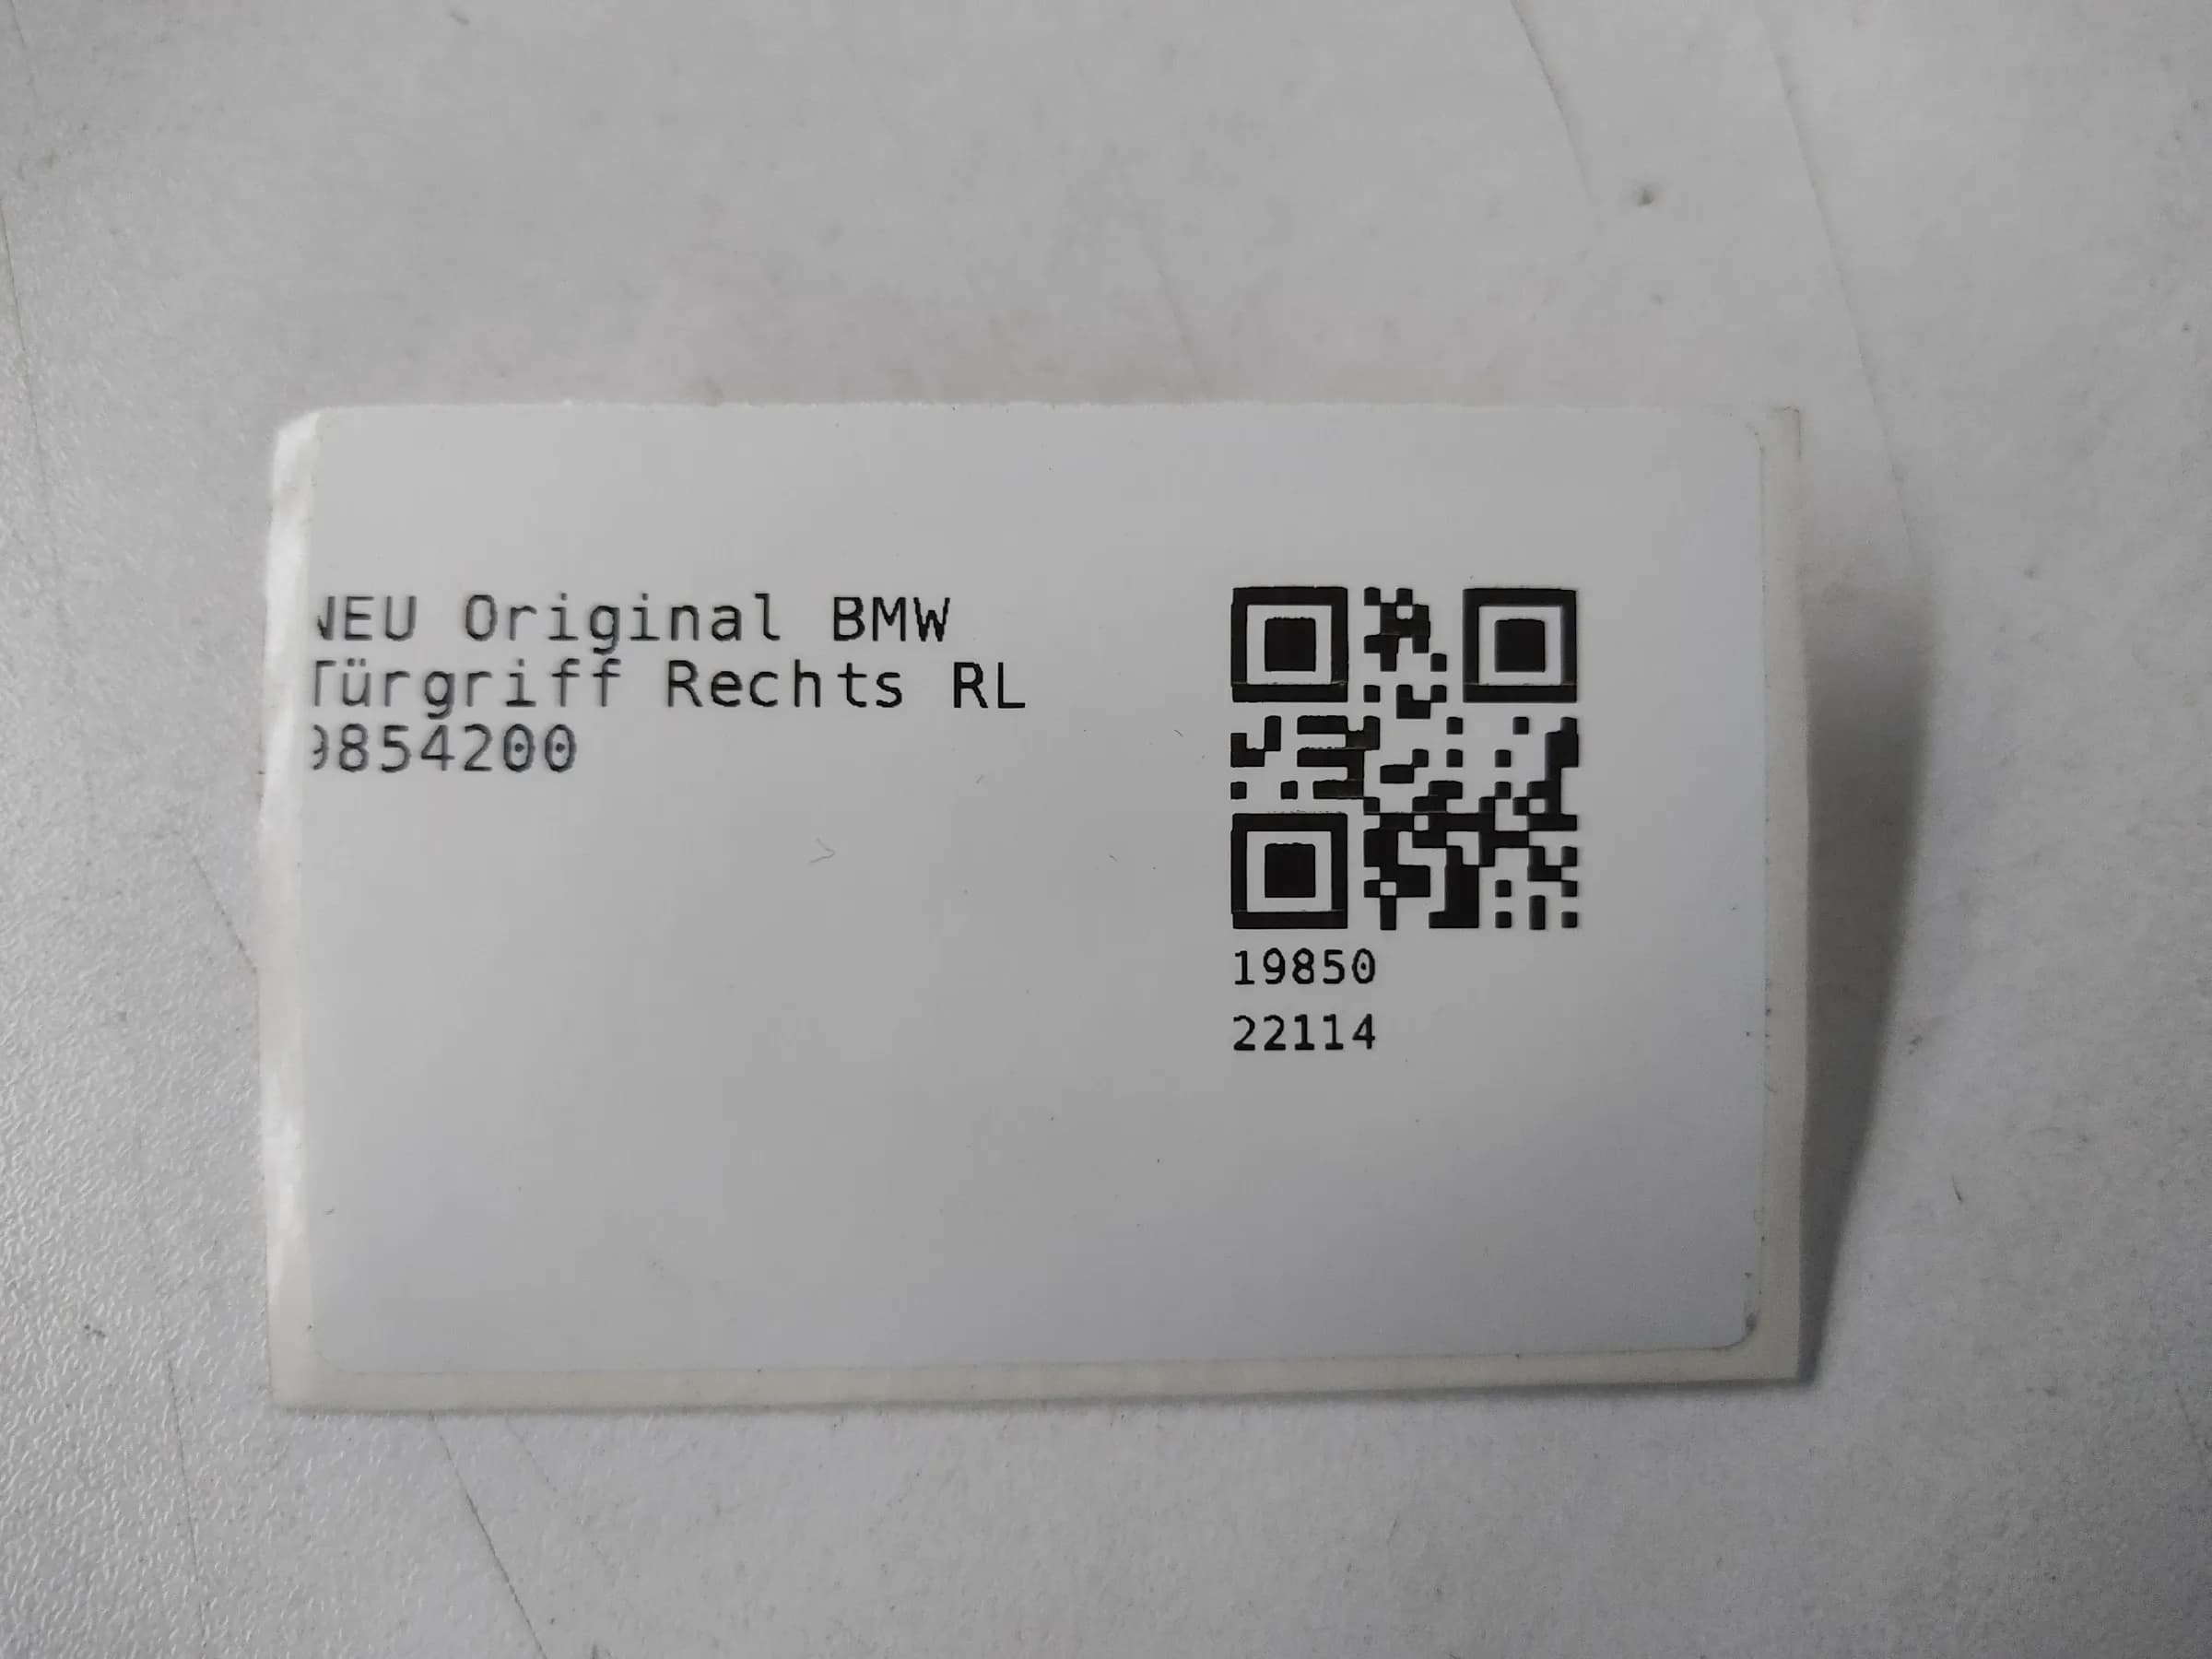 NEU Original BMW
Türgriff Rechts RL
9854200
19850
22114